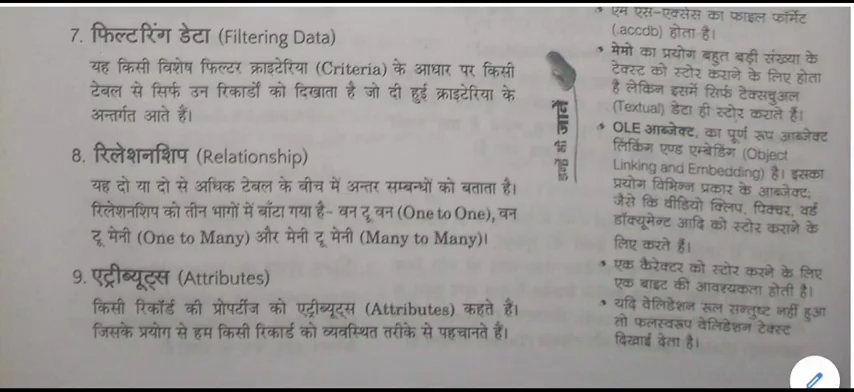 7. फिल्टरिंग डेटा (Filtering Data)
यह किसी विशेष फिल्टर क्राइटेरिया (Criteria) के आधार पर किसी
टेबल से सिर्फ उन रिकार्डों को दिखाता है जो दी हुई क्राइटेरिया के
अन्तर्गत आते हैं।
8. रिलेशनशिप (Relationship)
यह दो या दो से अधिक टेबल के बीच में अन्तर सम्बन्धों को बताता है।
रिलेशनशिप को तीन भागों में बाँटा गया है- वन टू वन (One to One), वन
टू मेनी (One to Many) और मेनी टू मेनी (Many to Many)।
9. एट्रीब्यूट्स (Attributes)
किसी रिकॉर्ड की प्रोपर्टीज को एट्रीब्यूट्स (Attributes) कहते हैं।
जिसके प्रयोग से हम किसी रिकार्ड को व्यवस्थित तरीके से पहचानते हैं।
इन्हें भी जानें
• एम एस-एक्सेस का फाइल फॉर्मेट
(.accdb) होता है।
• मेमो का प्रयोग बहुत बड़ी संख्या के
टेक्स्ट को स्टोर कराने के लिए होता
है लेकिन इसमें सिर्फ टेक्सचुअल
(Textual) डेटा ही स्टोर कराते हैं।
• OLE आब्जेक्ट, का पूर्ण रूप आब्जेक्ट
लिंकिंग एण्ड एम्बेडिंग (Object
Linking and Embedding) है। इसका
प्रयोग विभिन्न प्रकार के आब्जेक्ट;
जैसे कि वीडियो क्लिप, पिक्चर, वर्ड
डॉक्यूमेन्ट आदि को स्टोर कराने के
लिए करते हैं।
• एक कैरेक्टर को स्टोर करने के लिए
एक बाइट की आवश्यकता होती है।
• यदि वेलिडेशन रूल सन्तुष्ट नहीं हुआ
तो फलस्वरूप वेलिडेशन टेक्स्ट
दिखाई देता है।